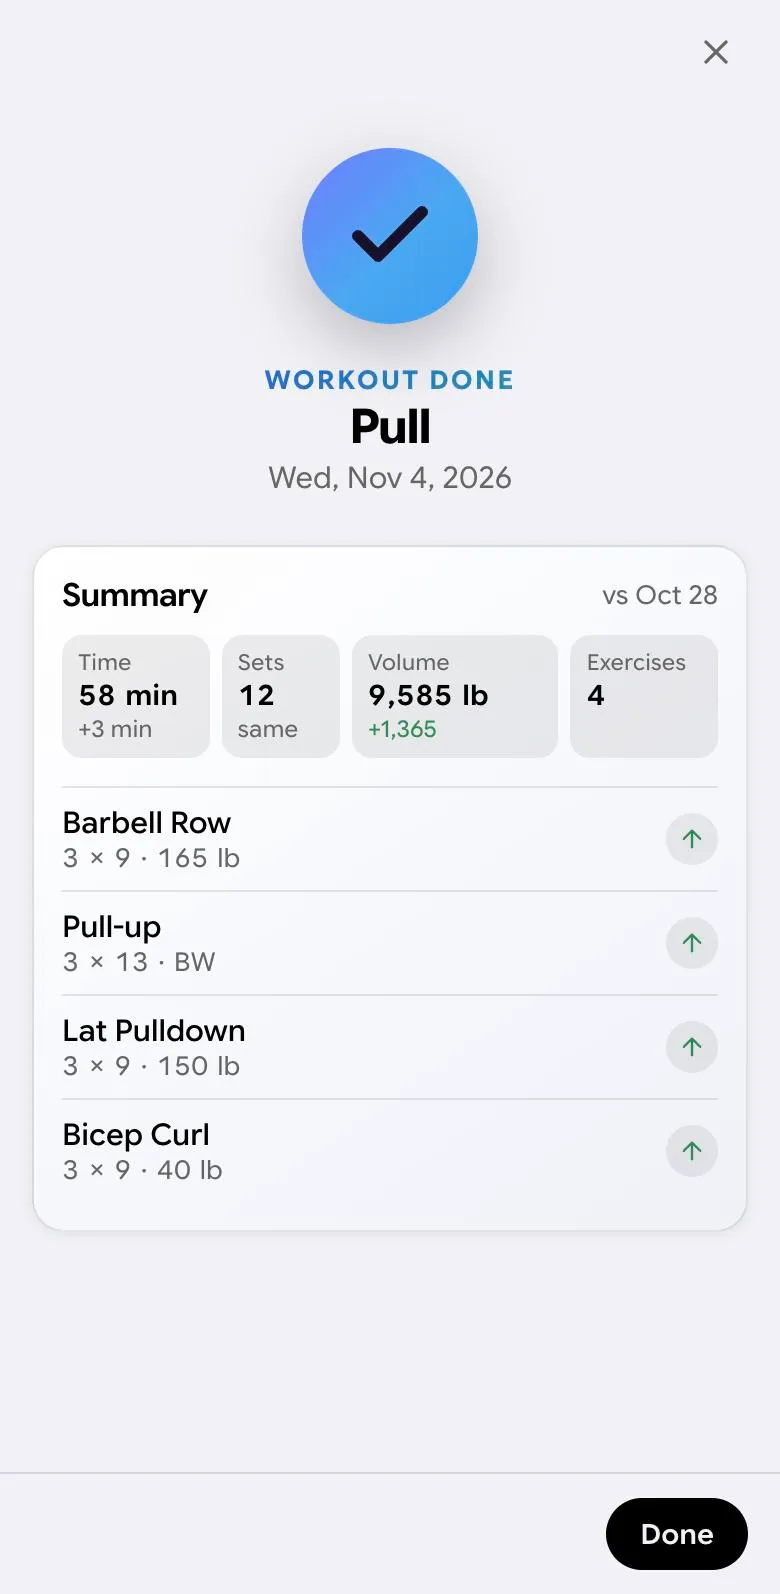 WORKOUT DONE
Pull
Wed, Nov 4, 2026
Summary
vs Oct 28
Time
58 min
+3 min
Sets
12
same
Volume
9,585 lb
+1,365
Exercises
4
Barbell Row
3 × 9 · 165 lb
Pull-up
3 × 13 · BW
Lat Pulldown
3 × 9 · 150 lb
Bicep Curl
3 × 9 · 40 lb
Done